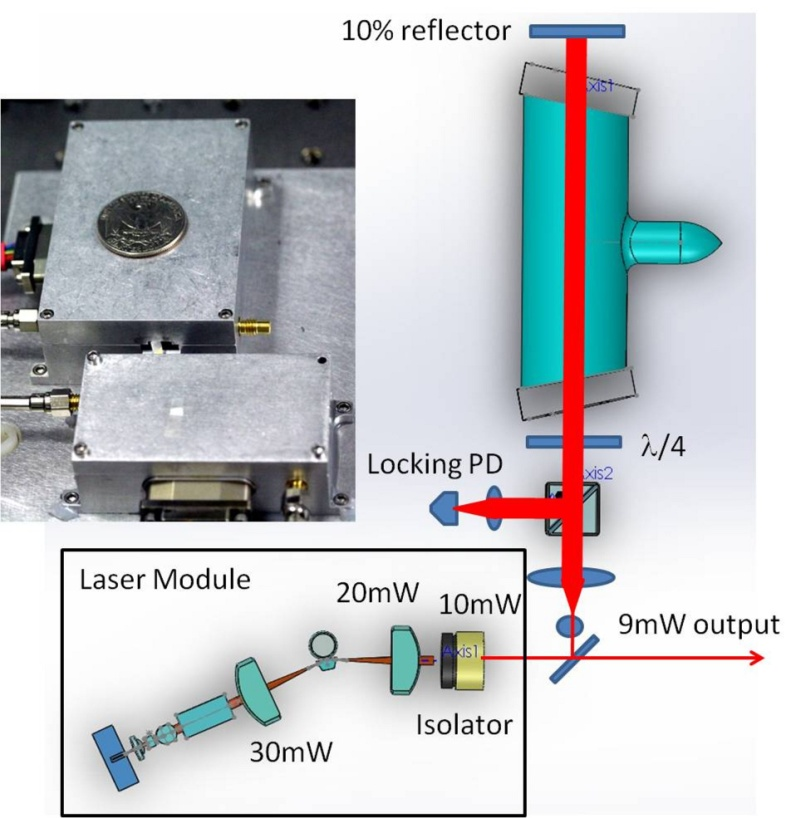 10% reflector
Axis1
λ/4
Locking PD
Axis2
Laser Module
20mW
10mW
9mW output
Axis1
Isolator
30mW